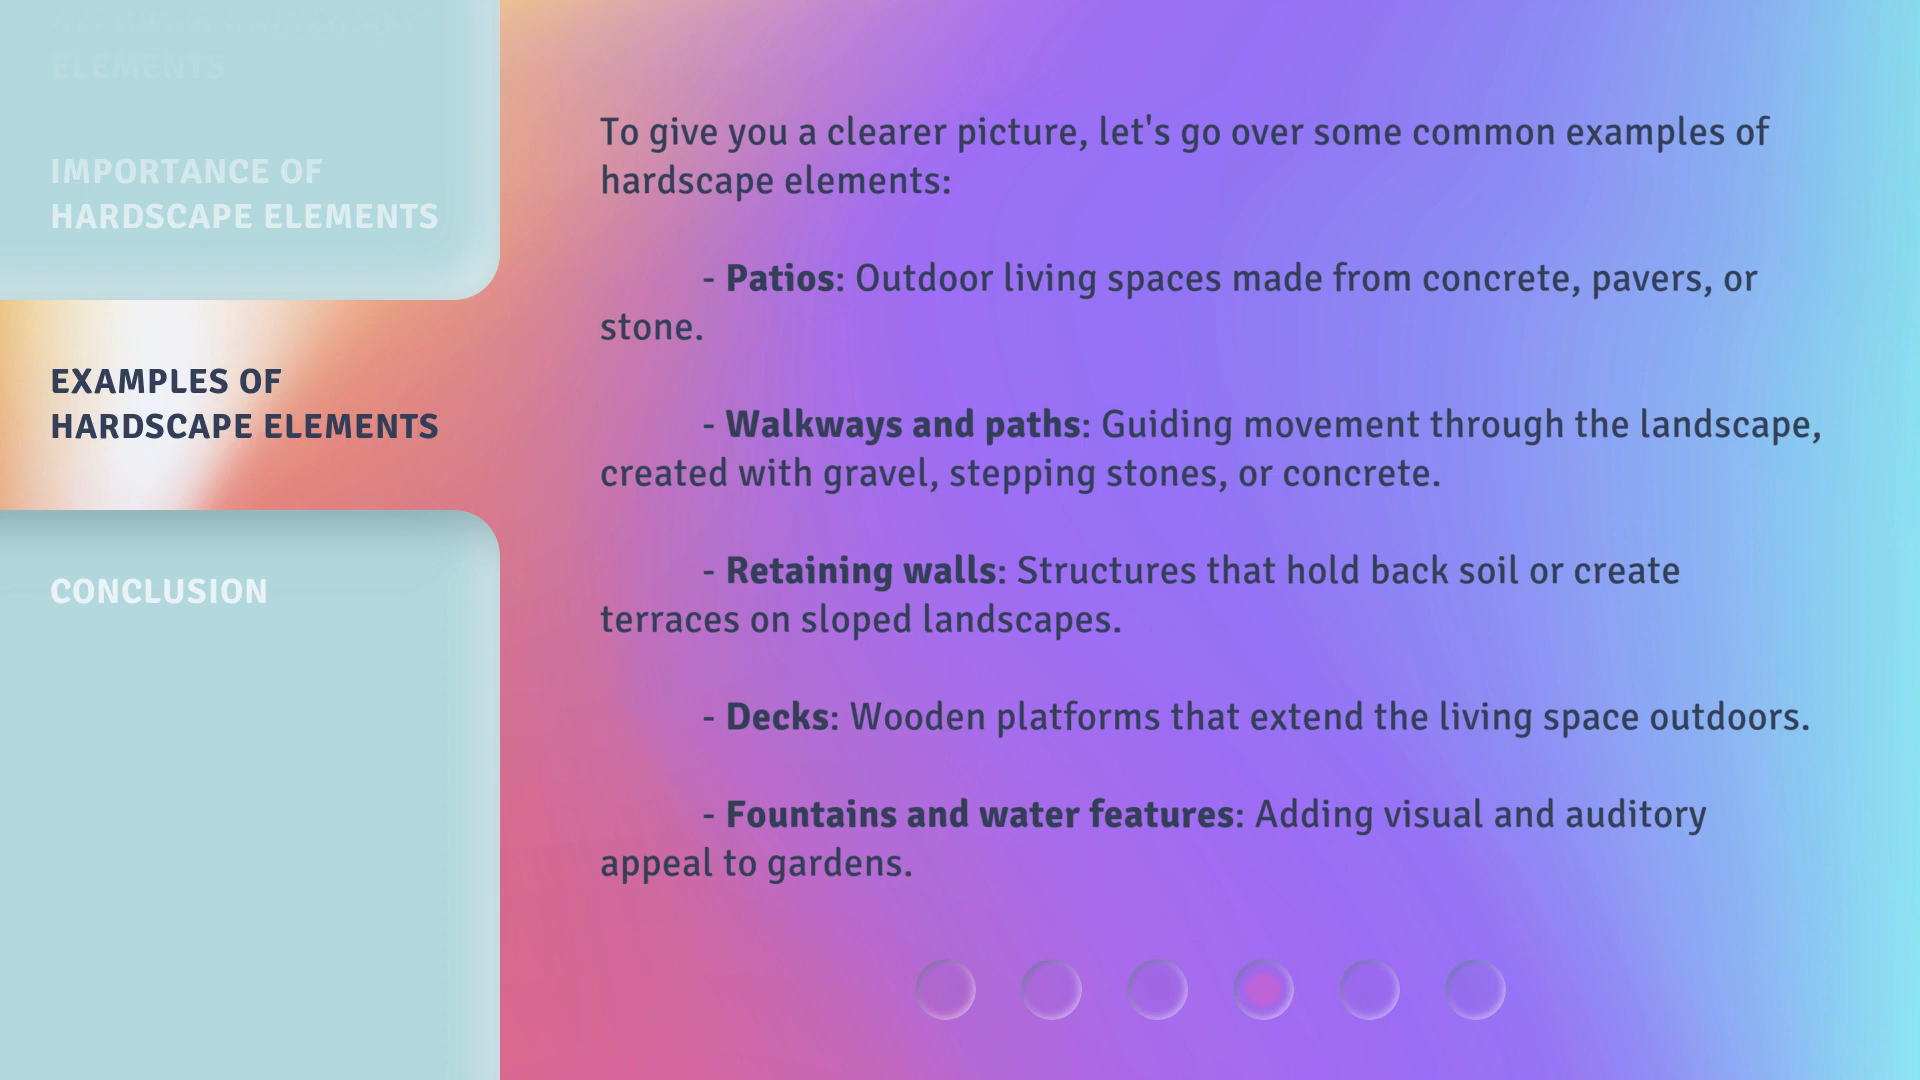 ELEMENTS
IMPORTANCE OF
HARDSCAPE ELEMENTS
EXAMPLES OF
HARDSCAPE ELEMENTS
CONCLUSION
To give you a clearer picture, let's go over some common examples of
hardscape elements:
- Patios: Outdoor living spaces made from concrete, pavers, or
stone.
- Walkways and paths: Guiding movement through the landscape,
created with gravel, stepping stones, or concrete.
- Retaining walls: Structures that hold back soil or create
terraces on sloped landscapes.
- Decks: Wooden platforms that extend the living space outdoors.
- Fountains and water features: Adding visual and auditory
appeal to gardens.